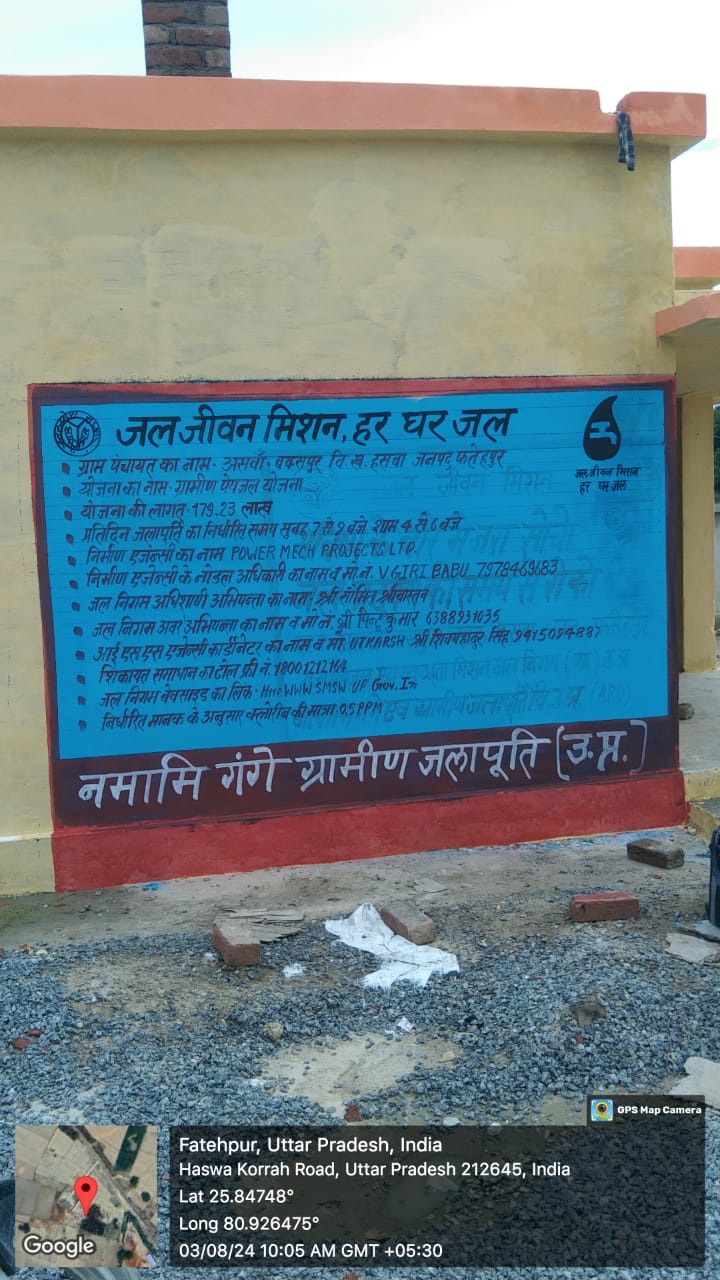 जल जीवन मिशन, हर घर जल
जल जीवन मिशन
हर घर जल
ग्राम पंचायत का नाम- असवाँ, बकसपुर वि.ख. हसवा जनपद फतेहपुर
योजना का नाम- ग्रामीण पेयजल योजना
योजना की लागत- 179.23 लाख
प्रतिदिन जलापूर्ति का निर्धारित समय सुबह 7 से 9 बजे, शाम 4 से 6 बजे
निर्माण एजेन्सी का नाम POWER MECH PROJECTS LTD.
निर्माण एजेन्सी के नोडल अधिकारी का नाम व मो.न. V GIRI BABU 7978469683
जल निगम अधिशाषी अभियन्ता का नाम श्री सौमित श्रीवास्तव
जल निगम अवर अभियन्ता का नाम व मो.नं. श्री पिन्टू कुमार 6388931035
आई एस एस एजेन्सी कार्डीनेटर का नाम व मो. UTKARSH श्री शिवबहादुर सिंह 9415094887
शिकायत समाधान का टोल फ्री नं. 18001212164
जल निगम वेबसाइड का लिंक- Http WWW SMSW UP Gov.In
निर्धारित मानक के अनुसार क्लोरीन की मात्रा 0.5 PPM
नमामि गंगे ग्रामीण जलापूति (उ.प्र.)
GPS Map Camera
Fatehpur, Uttar Pradesh, India
Haswa Korrah Road, Uttar Pradesh 212645, India
Lat 25.84748°
Long 80.926475°
03/08/24 10:05 AM GMT +05:30
Google